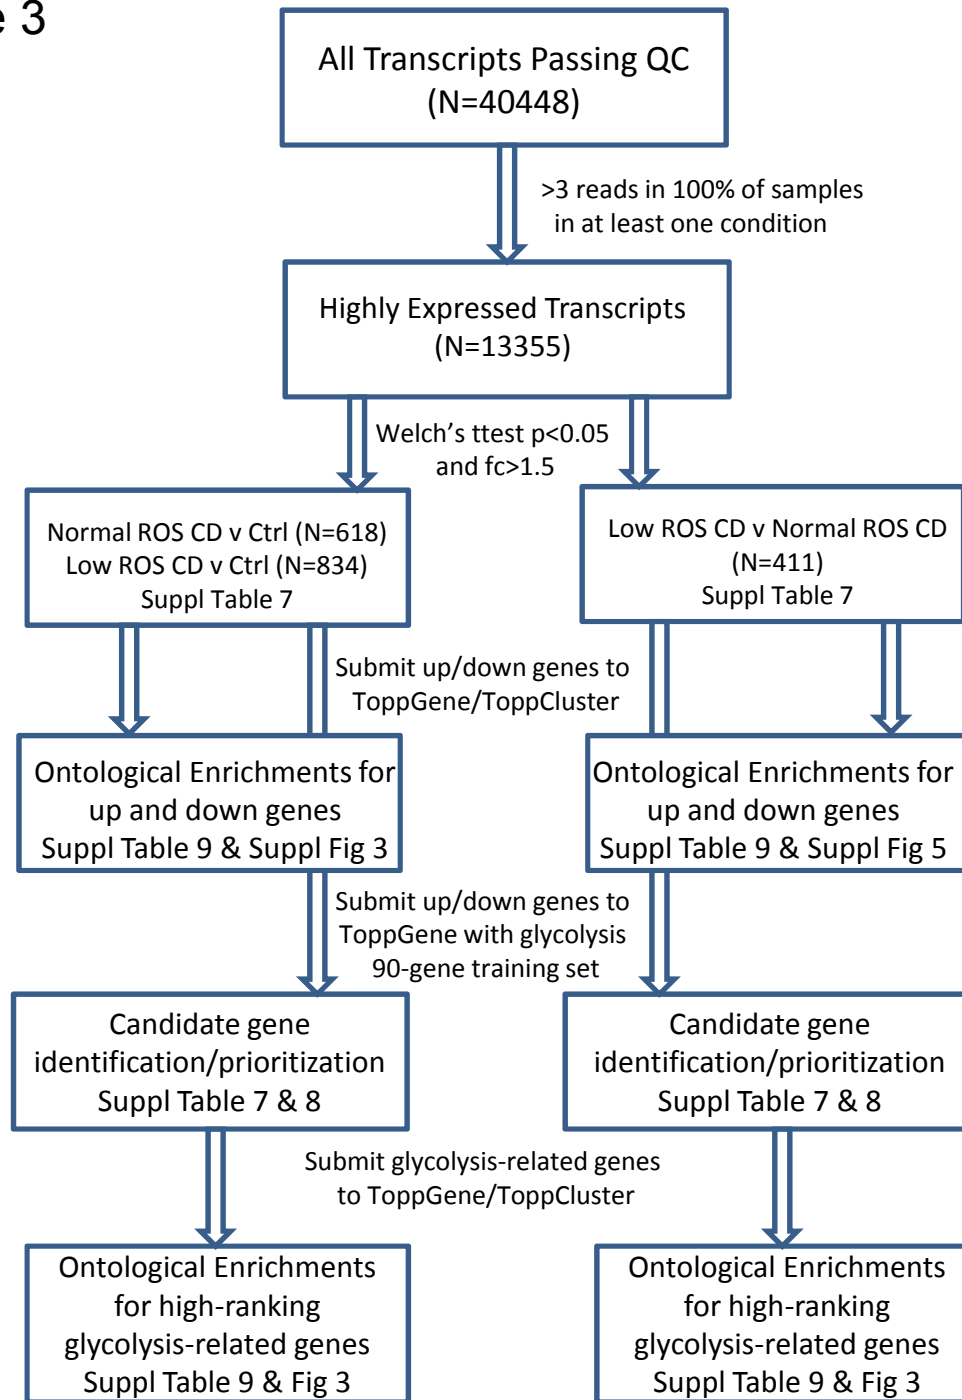 e 3
All Transcripts Passing QC
(N=40448)
>3 reads in 100% of samples
in at least one condition
Highly Expressed Transcripts
(N=13355)
Welch's ttest p<0.05
and fc>1.5
Normal ROS CD v Ctrl (N=618)
Low ROS CD v Ctrl (N=834)
Suppl Table 7
Low ROS CD v Normal ROS CD
(N=411)
Suppl Table 7
Submit up/down genes to
ToppGene/ToppCluster
Ontological Enrichments for
up and down genes
Suppl Table 9 & Suppl Fig 3
Ontological Enrichments for
up and down genes
Suppl Table 9 & Suppl Fig 5
Submit up/down genes to
ToppGene with glycolysis
90-gene training set
Candidate gene
identification/prioritization
Suppl Table 7 & 8
Candidate gene
identification/prioritization
Suppl Table 7 & 8
Submit glycolysis-related genes
to ToppGene/ToppCluster
Ontological Enrichments
for high-ranking
glycolysis-related genes
Suppl Table 9 & Fig 3
Ontological Enrichments
for high-ranking
glycolysis-related genes
Suppl Table 9 & Fig 3